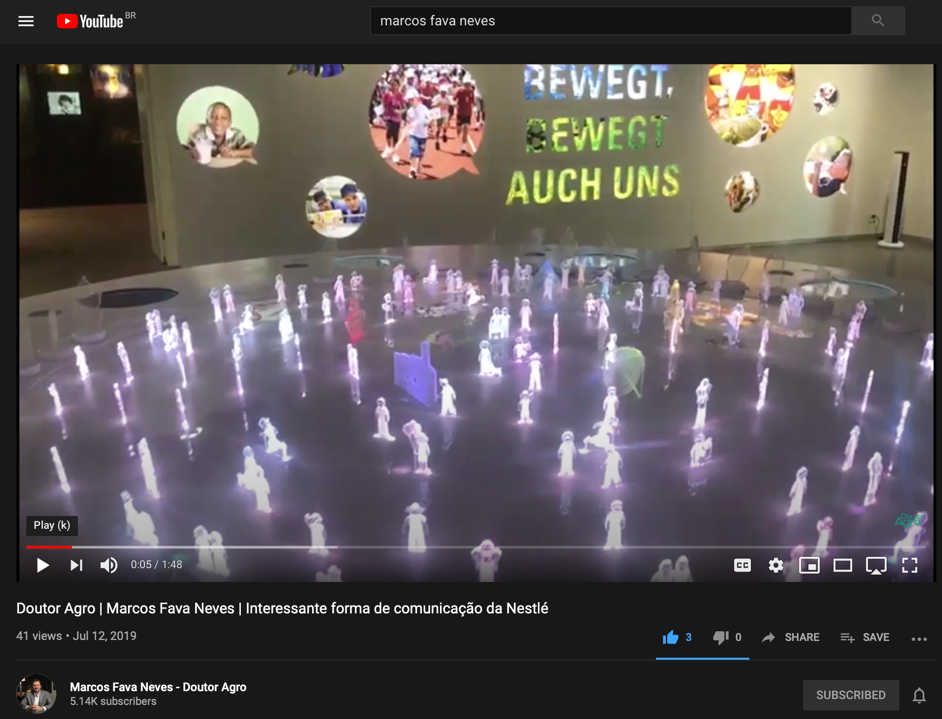 YouTube BR
marcos fava neves
BEWEGT,
BEWEGT
AUCH UNS
Play (k)
0:05 / 1:48
CC
Doutor Agro | Marcos Fava Neves | Interessante forma de comunicação da Nestlé
41 views • Jul 12, 2019
3
0
SHARE
SAVE
Marcos Fava Neves - Doutor Agro
5.14K subscribers
SUBSCRIBED